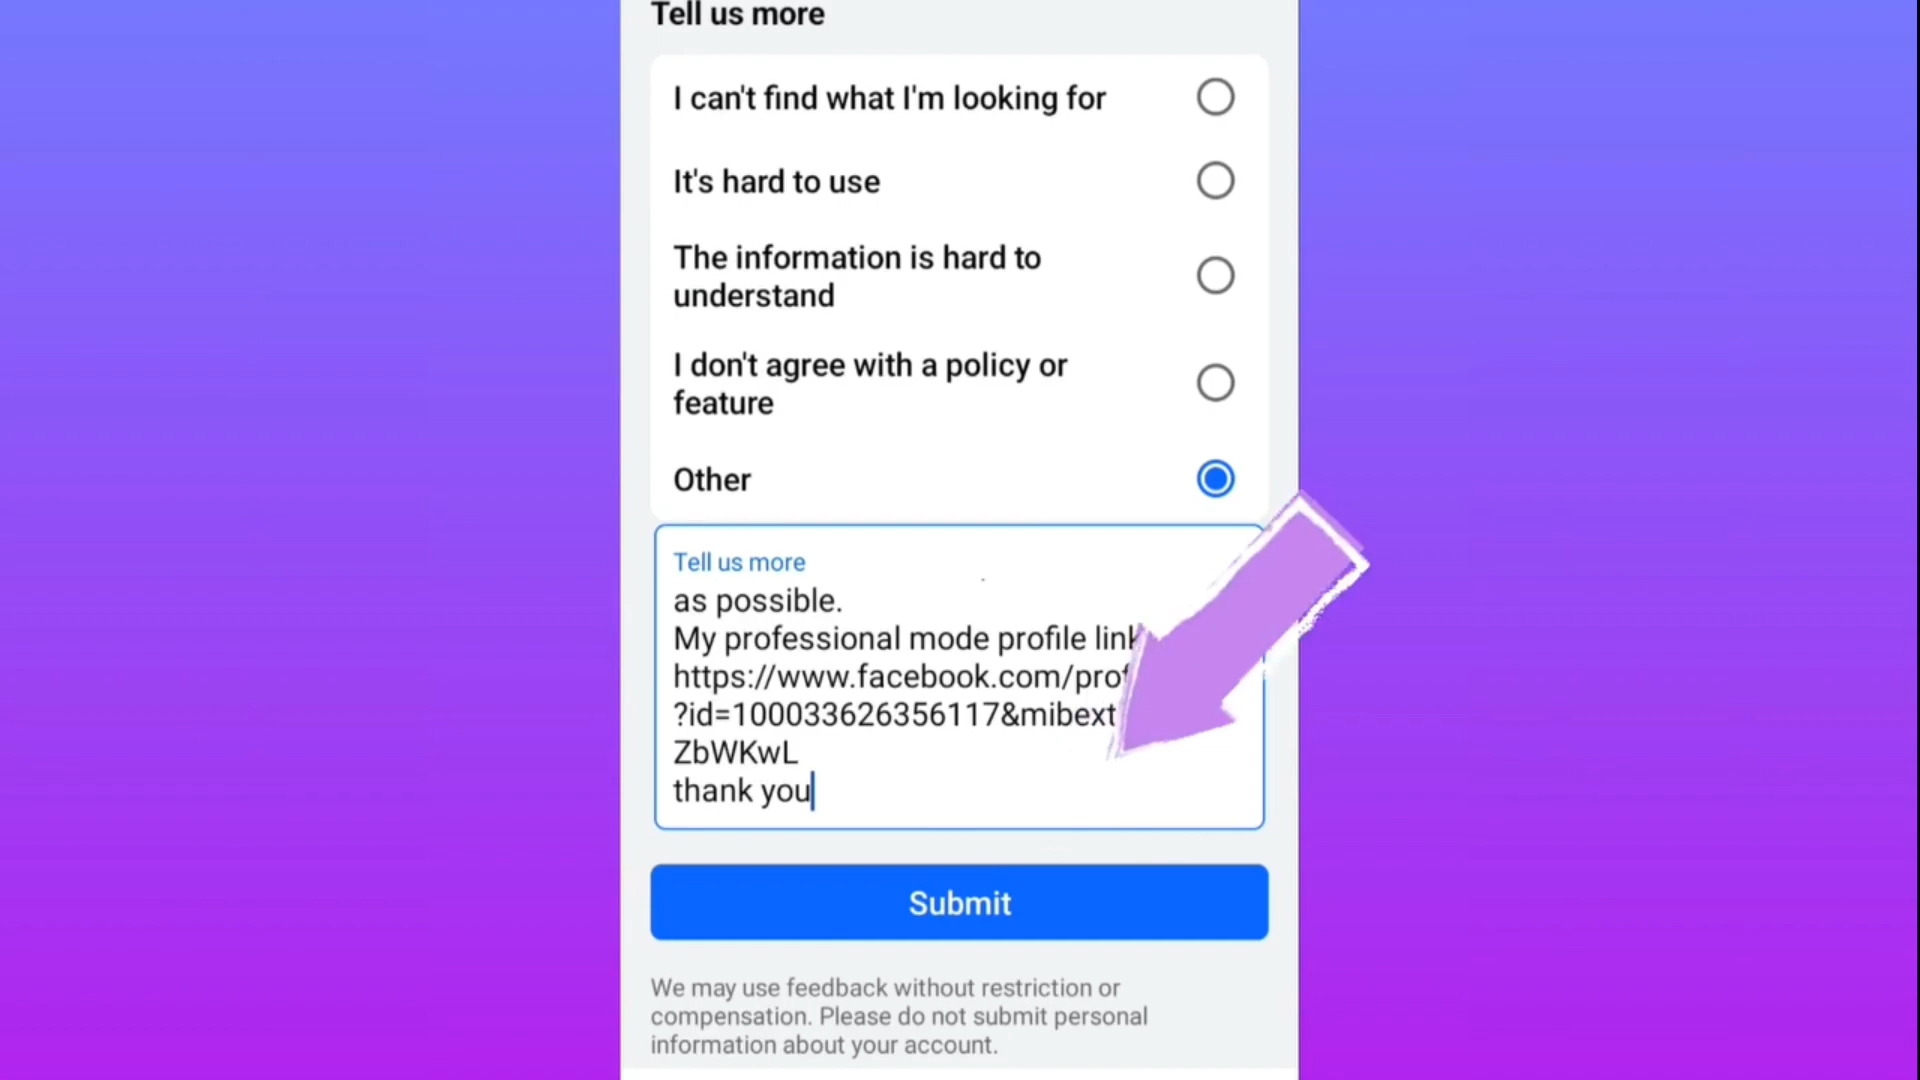 Tell us more
I can't find what I'm looking for
It's hard to use
The information is hard to
understand
I don't agree with a policy or
feature
Other
Tell us more
as possible.
My professional mode profile link
https://www.facebook.com/prof
?id=100033626356117&mibext
ZbWKwL
thank you
Submit
We may use feedback without restriction or
compensation. Please do not submit personal
information about your account.